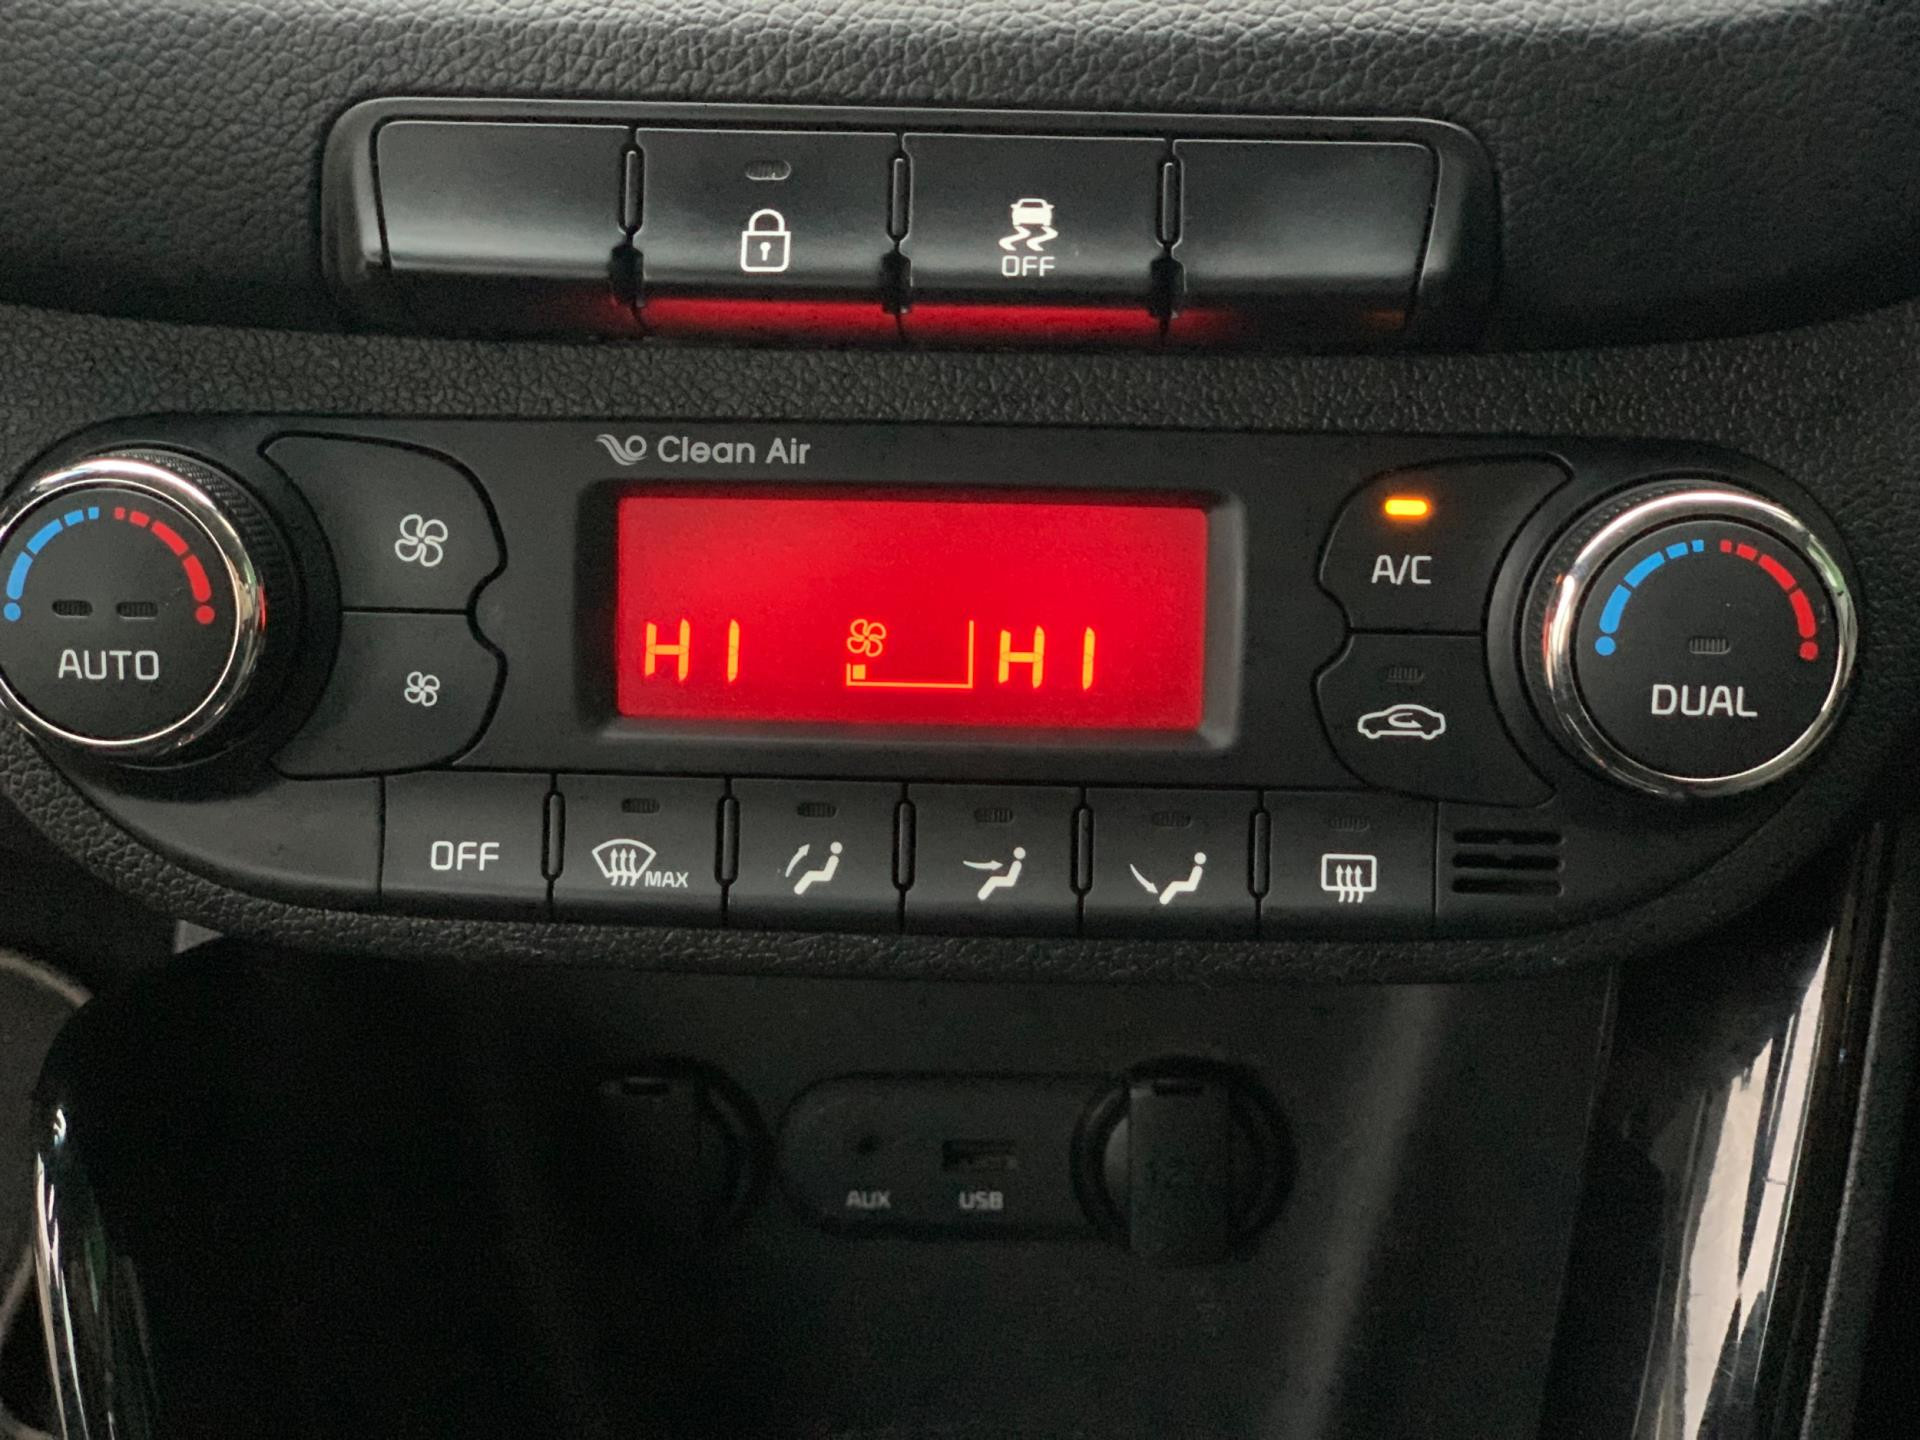 OFF
Clean Air
A/C
HI HI
AUTO
DUAL
OFF
MAX
AUX
USB